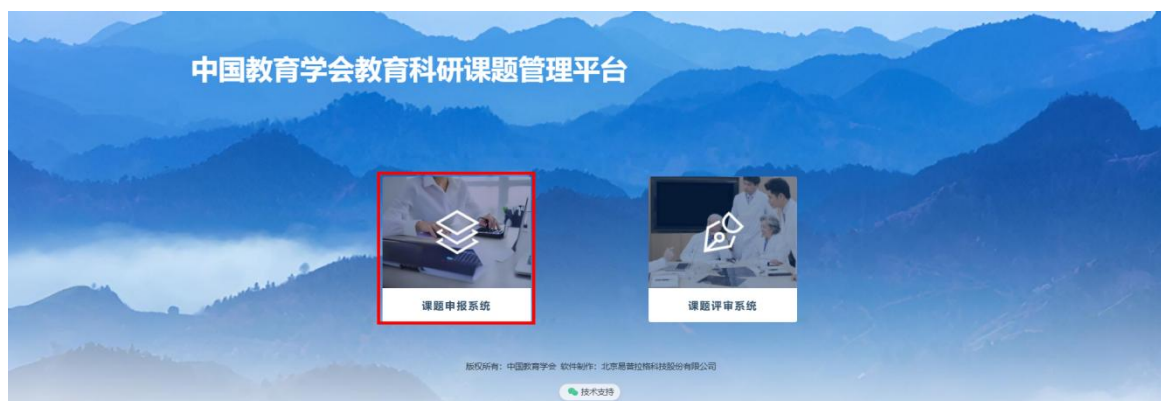 中国教育学会教育科研课题管理平台
课题申报系统
课题评审系统
版权所有：中国教育学会 软件制作：北京易普拉格科技股份有限公司
技术支持